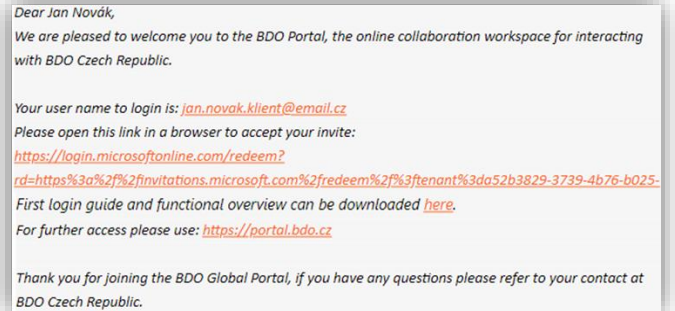 Dear Jan Novák,
We are pleased to welcome you to the BDO Portal, the online collaboration workspace for interacting
with BDO Czech Republic.
Your user name to login is: jan.novak.klient@email.cz
Please open this link in a browser to accept your invite:
https://login.microsoftonline.com/redeem?
rd=https%3a%2f%2finvitations.microsoft.com%2fredeem%2f%3ftenant%3da52b3829-3739-4b76-b025-
First login guide and functional overview can be downloaded here.
For further access please use: https://portal.bdo.cz
Thank you for joining the BDO Global Portal, if you have any questions please refer to your contact at
BDO Czech Republic.